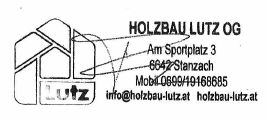 HOLZBAU LUTZ OG
Am Sportplatz 3
6642 Stanzach
Mobil 0699/19168685
Lutz
info@holzbau-lutz.at holzbau-lutz.at